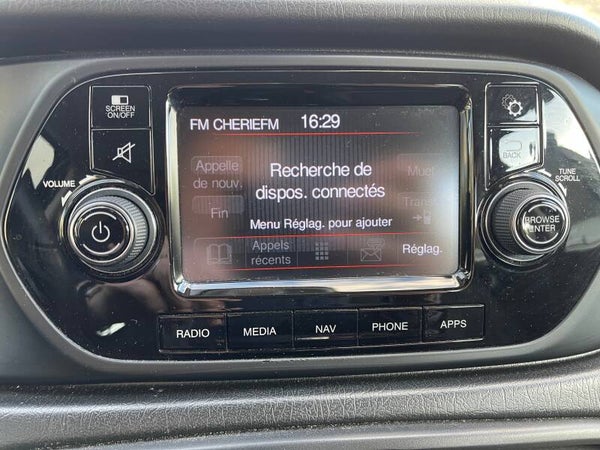 SCREEN
ON/OFF
FM CHERIEFM 16:29
BACK
VOLUME
TUNE
SCROLL
Appelle
de nouv.
Recherche de
dispos. connectés
Muet
Fin
Menu Réglag. pour ajouter
Trans
BROWSE
ENTER
Appels
récents
Réglag.
RADIO
MEDIA
NAV
PHONE
APPS